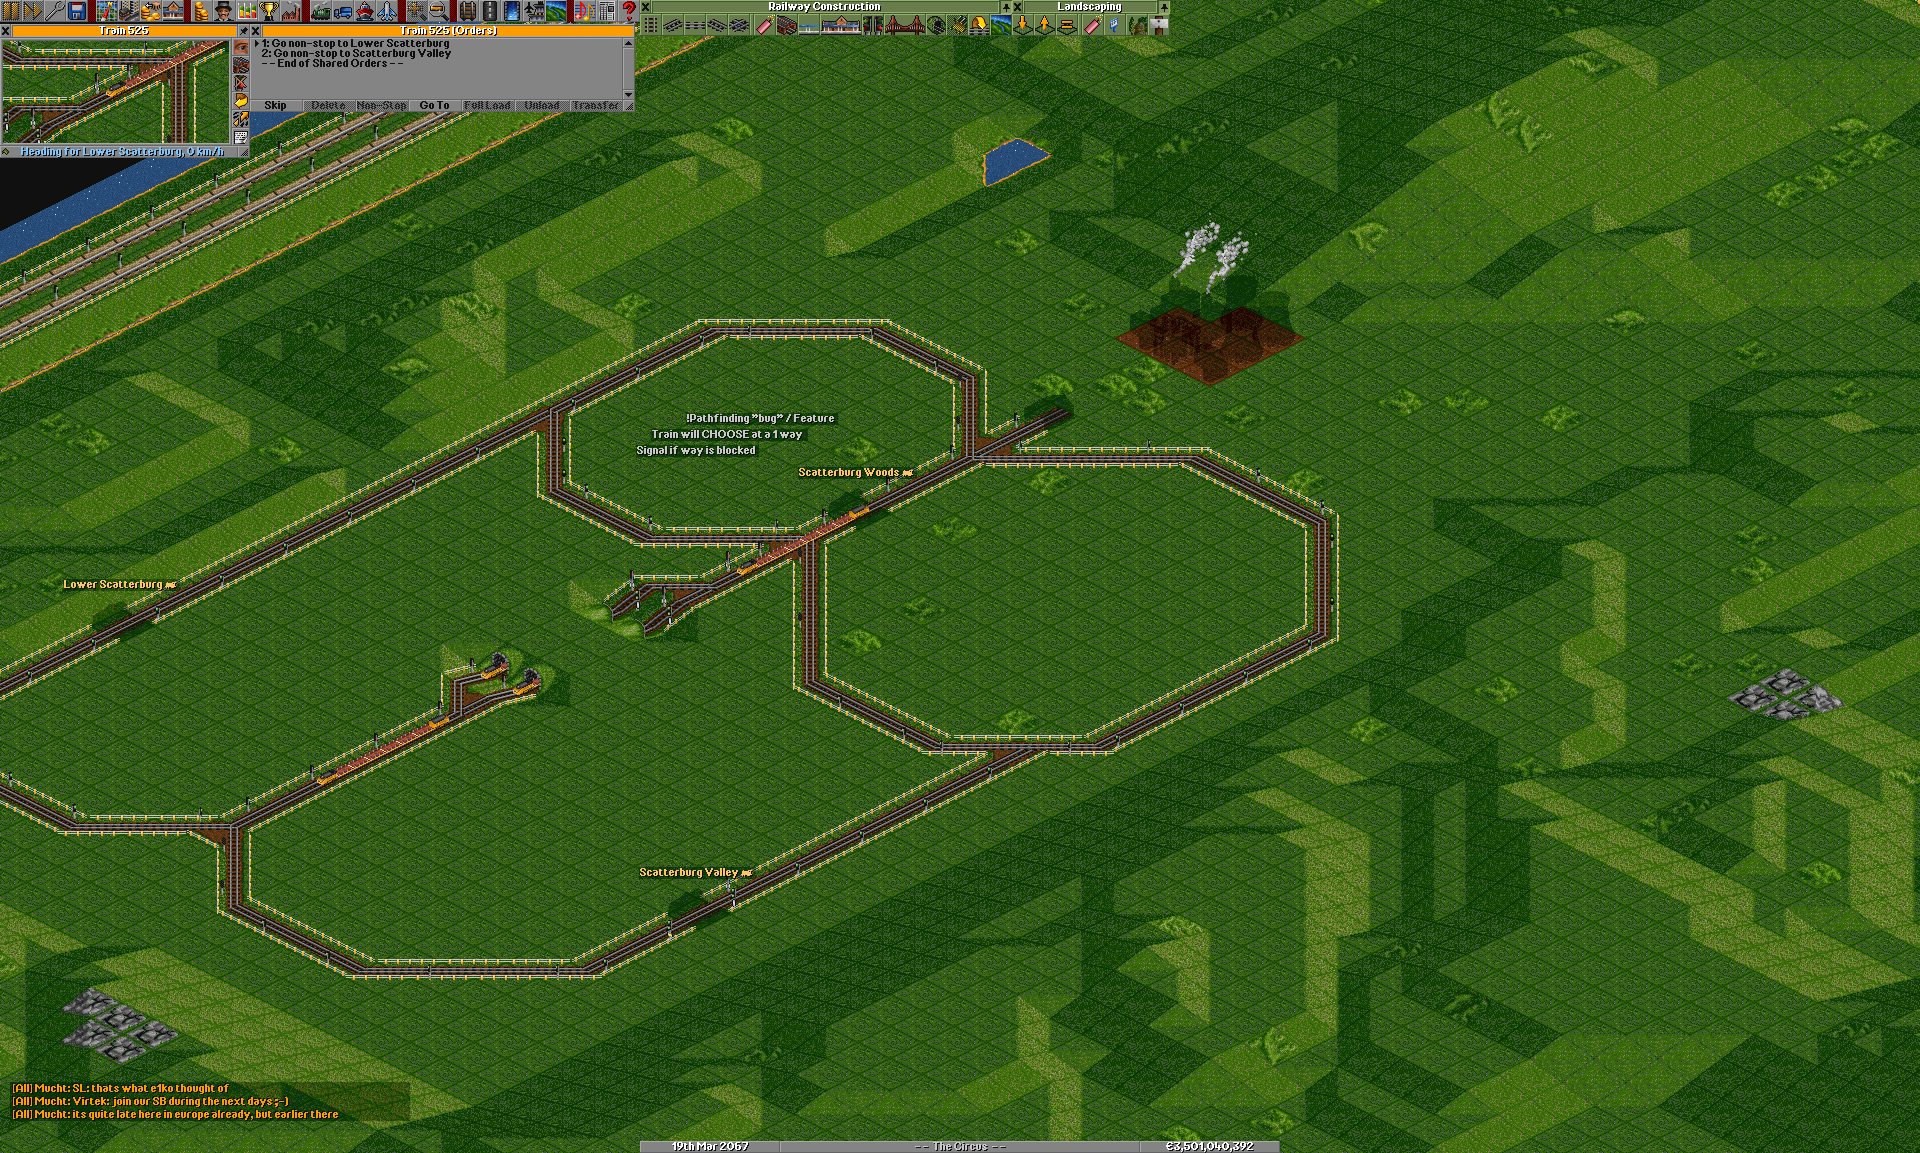 Railway Construction
Landscaping
Train 525
Train 525 (Orders)
1: Go non-stop to Lower Scatterburg
2: Go non-stop to Scatterburg Valley
- - End of Shared Orders - -
Skip
Delete
Non-Stop
Go To
Full Load
Unload
Transfer
Heading for Lower Scatterburg, 0 km/h
!Pathfinding "bug" / Feature
Train will CHOOSE at a 1 way
Signal if way is blocked
Scatterburg Woods
Lower Scatterburg
Scatterburg Valley
[All] Mucht: SL: thats what e1ko thought of
[All] Mucht: Virtek: join our SB during the next days ;-)
[All] Mucht: its quite late here in europe already, but earlier there
19th Mar 2067
- - The Circus - -
€3,501,040,392